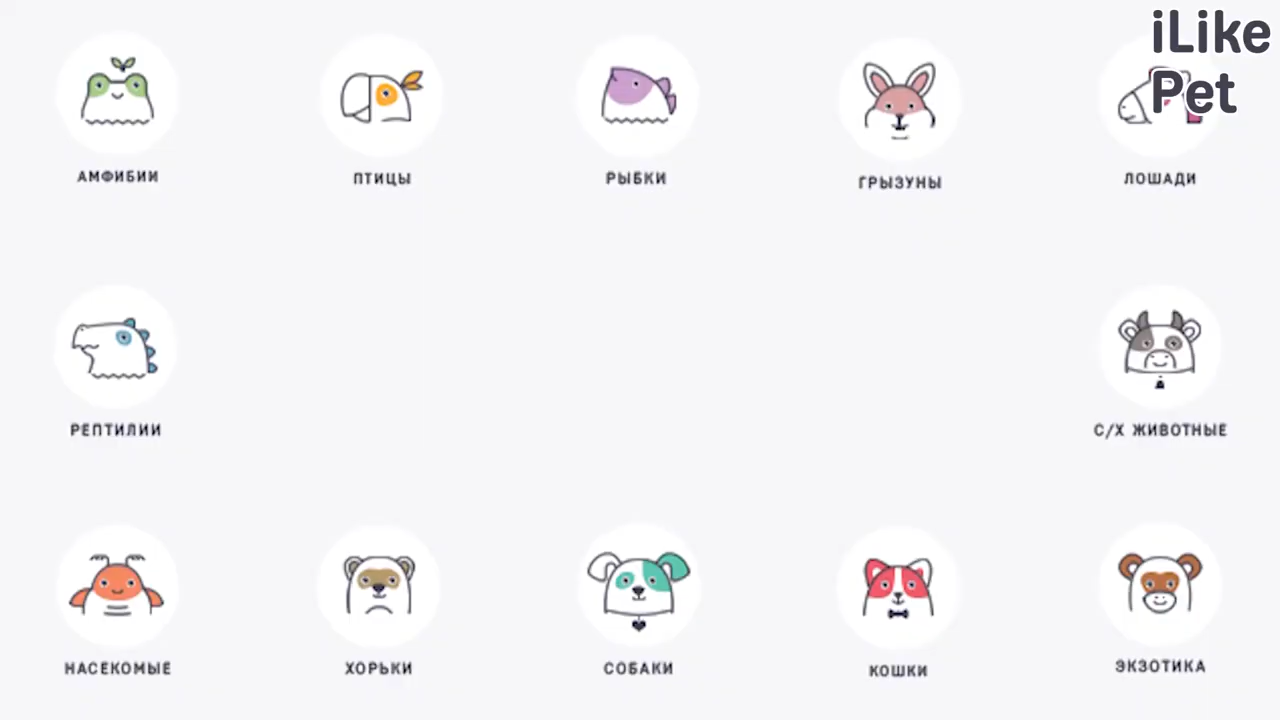 iLike
Pet
АМФИБИИ
ПТИЦЫ
РЫБКИ
ГРЫЗУНЫ
ЛОШАДИ
РЕПТИЛИИ
С/Х ЖИВОТНЫЕ
НАСЕКОМЫЕ
ХОРЬКИ
СОБАКИ
КОШКИ
ЭКЗОТИКА